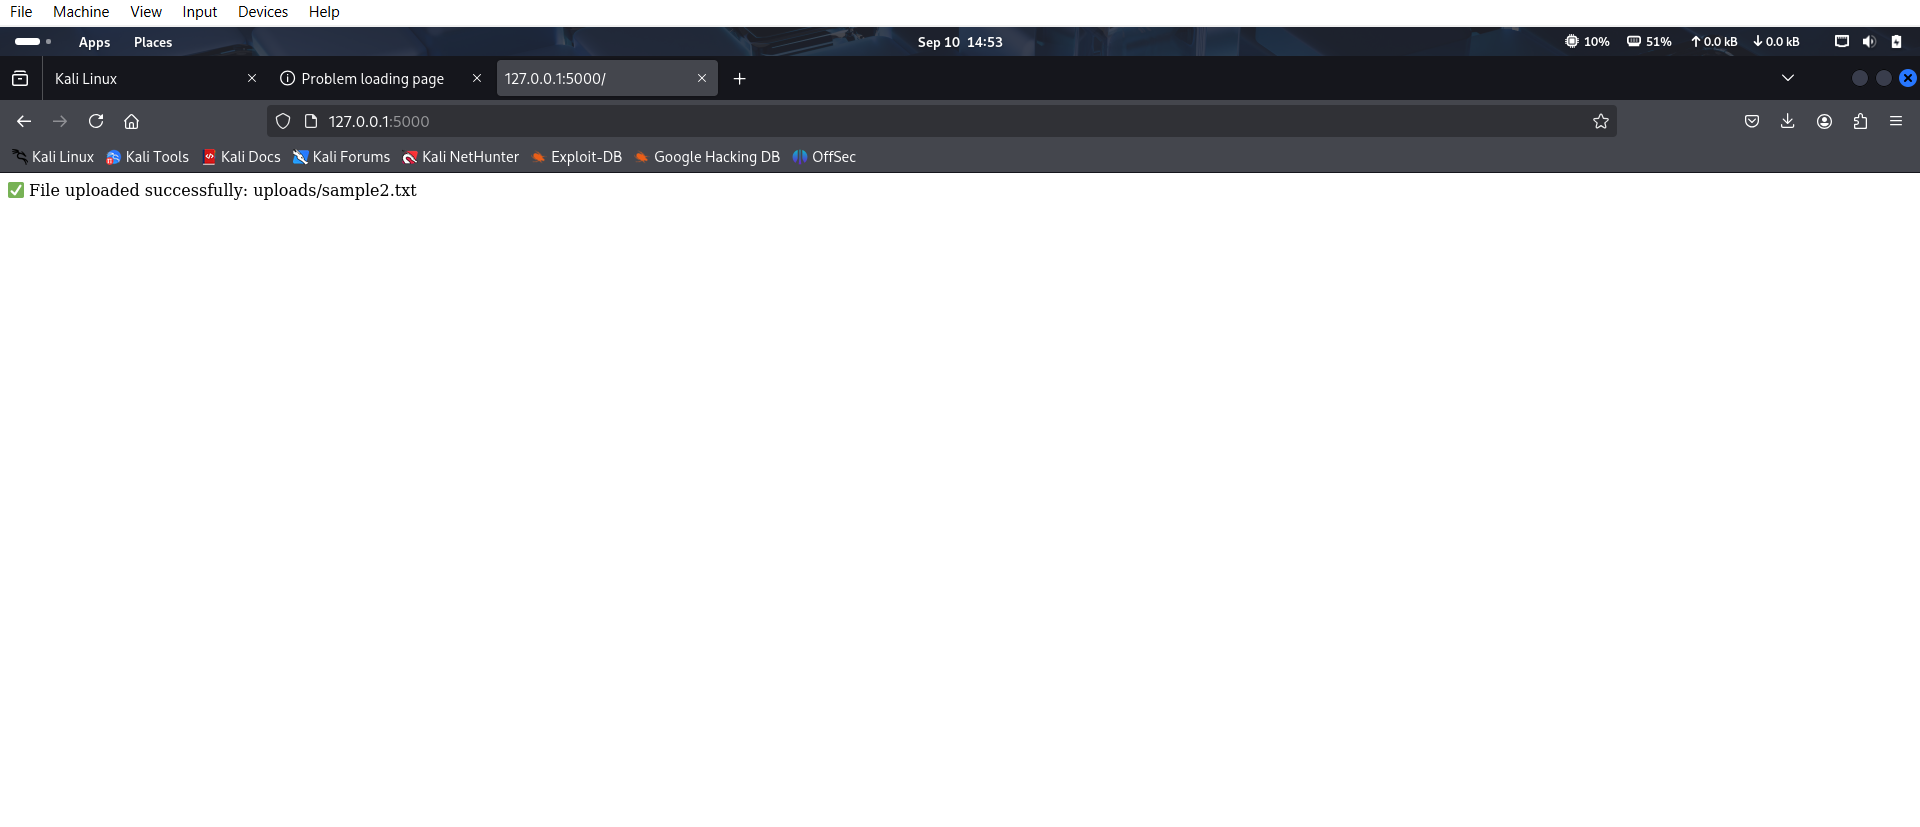 File Machine View Input Devices Help
Apps Places Sep 10 14:53 10% 51% 0.0 kB 0.0 kB
Kali Linux Problem loading page 127.0.0.1:5000/
127.0.0.1:5000
Kali Linux Kali Tools Kali Docs Kali Forums Kali NetHunter Exploit-DB Google Hacking DB OffSec
File uploaded successfully: uploads/sample2.txt